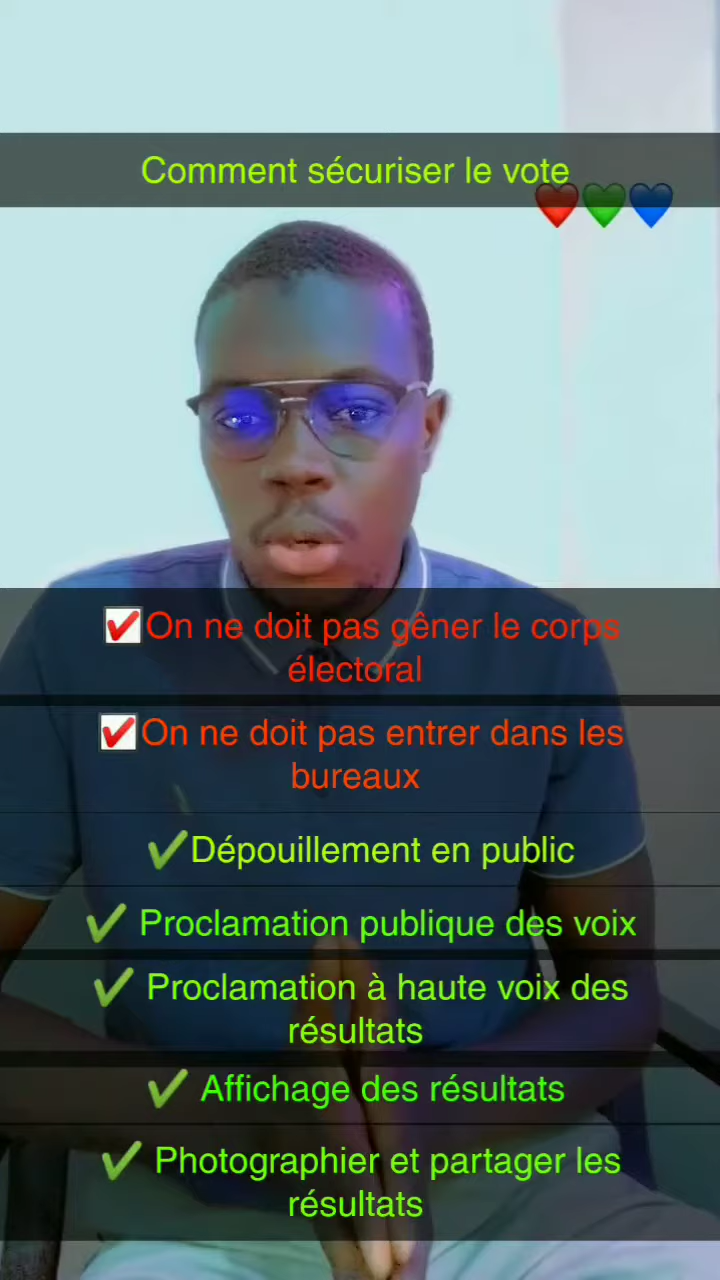 Comment sécuriser le vote
❤️💚💙
☑️On ne doit pas gêner le corps
électoral
☑️On ne doit pas entrer dans les
bureaux
✔️Dépouillement en public
✔️ Proclamation publique des voix
✔️ Proclamation à haute voix des
résultats
✔️ Affichage des résultats
✔️ Photographier et partager les
résultats